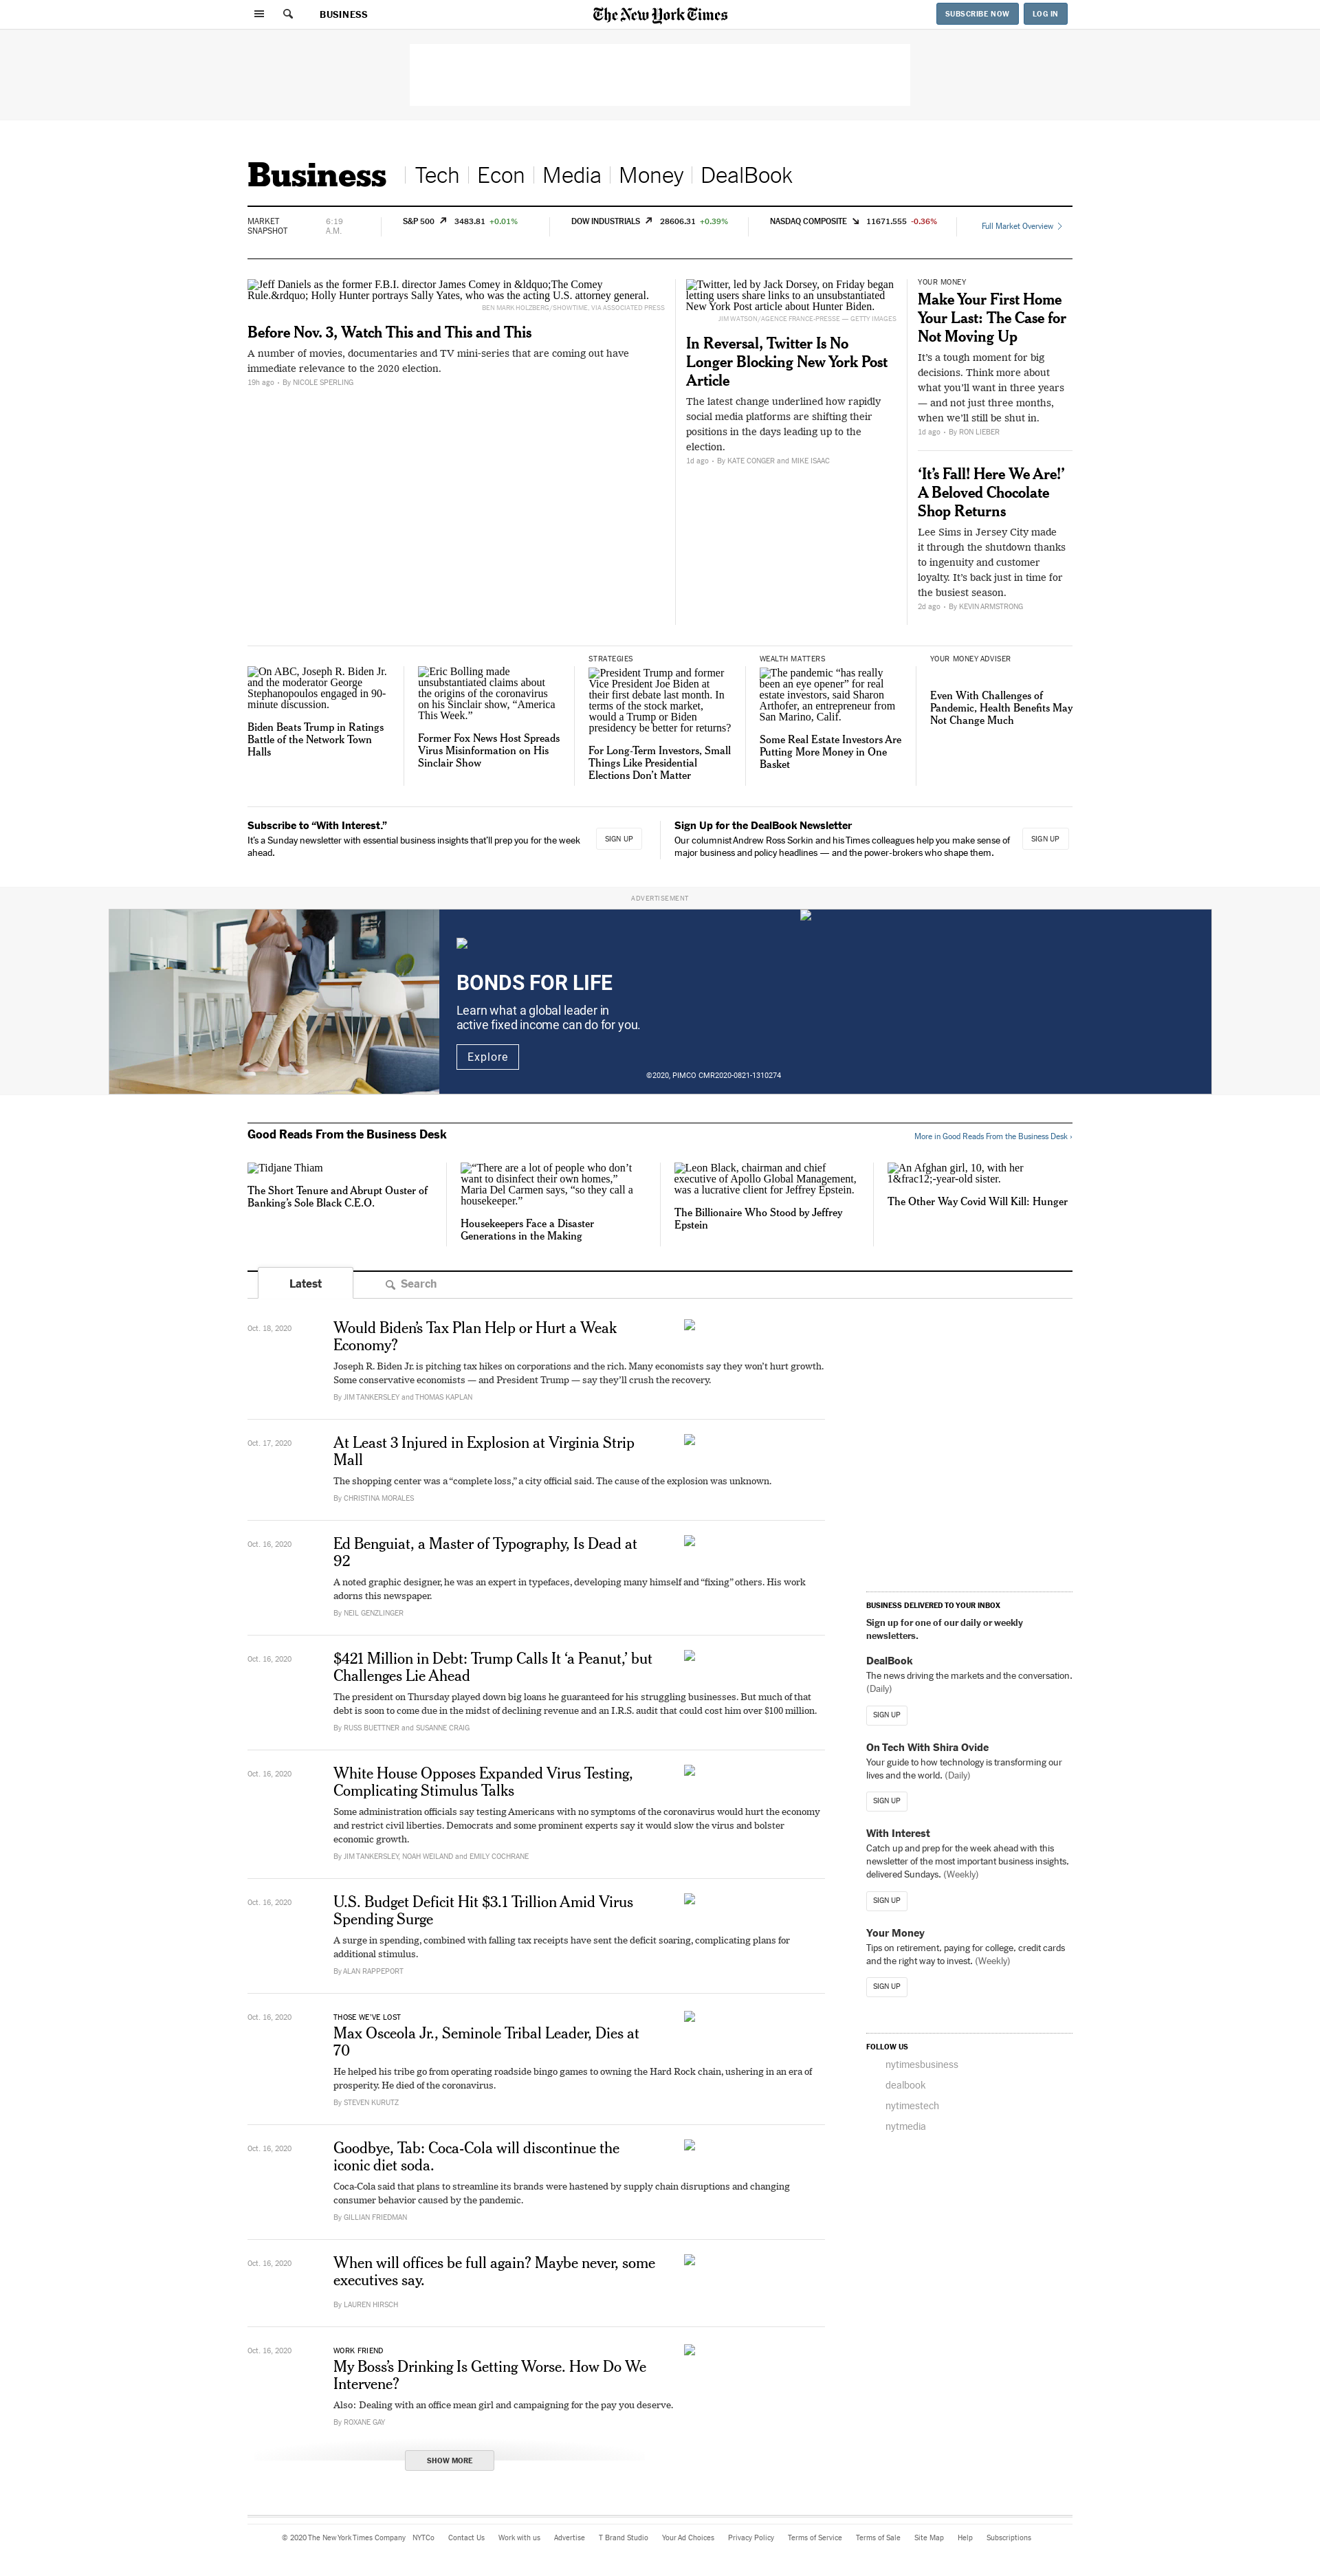 BUSINESS
The New York Times
SUBSCRIBE NOW
LOG IN
Business
Tech
Econ
Media
Money
DealBook
MARKET
SNAPSHOT
6:19
A.M.
S&P 500 3483.81 +0.01%
DOW INDUSTRIALS 28606.31 +0.39%
NASDAQ COMPOSITE 11671.555 -0.36%
Full Market Overview
Jeff Daniels as the former F.B.I. director James Comey in &ldquo;The Comey
Rule.&rdquo; Holly Hunter portrays Sally Yates, who was the acting U.S. attorney general.
BEN MARK HOLZBERG/SHOWTIME, VIA ASSOCIATED PRESS
Before Nov. 3, Watch This and This and This
A number of movies, documentaries and TV mini-series that are coming out have
immediate relevance to the 2020 election.
19h ago • By NICOLE SPERLING
Twitter, led by Jack Dorsey, on Friday began
letting users share links to an unsubstantiated
New York Post article about Hunter Biden.
JIM WATSON/AGENCE FRANCE-PRESSE — GETTY IMAGES
In Reversal, Twitter Is No
Longer Blocking New York Post
Article
The latest change underlined how rapidly
social media platforms are shifting their
positions in the days leading up to the
election.
1d ago • By KATE CONGER and MIKE ISAAC
YOUR MONEY
Make Your First Home
Your Last: The Case for
Not Moving Up
It's a tough moment for big
decisions. Think more about
what you'll want in three years
— and not just three months,
when we'll still be shut in.
1d ago • By RON LIEBER
‘It’s Fall! Here We Are!’
A Beloved Chocolate
Shop Returns
Lee Sims in Jersey City made
it through the shutdown thanks
to ingenuity and customer
loyalty. It's back just in time for
the busiest season.
2d ago • By KEVIN ARMSTRONG
On ABC, Joseph R. Biden Jr.
and the moderator George
Stephanopoulos engaged in 90-
minute discussion.
Biden Beats Trump in Ratings
Battle of the Network Town
Halls
Eric Bolling made
unsubstantiated claims about
the origins of the coronavirus
on his Sinclair show, “America
This Week.”
Former Fox News Host Spreads
Virus Misinformation on His
Sinclair Show
STRATEGIES
President Trump and former
Vice President Joe Biden at
their first debate last month. In
terms of the stock market,
would a Trump or Biden
presidency be better for returns?
For Long-Term Investors, Small
Things Like Presidential
Elections Don’t Matter
WEALTH MATTERS
The pandemic “has really
been an eye opener” for real
estate investors, said Sharon
Arthofer, an entrepreneur from
San Marino, Calif.
Some Real Estate Investors Are
Putting More Money in One
Basket
YOUR MONEY ADVISER
Even With Challenges of
Pandemic, Health Benefits May
Not Change Much
Subscribe to “With Interest.”
It's a Sunday newsletter with essential business insights that'll prep you for the week
ahead.
SIGN UP
Sign Up for the DealBook Newsletter
Our columnist Andrew Ross Sorkin and his Times colleagues help you make sense of
major business and policy headlines — and the power-brokers who shape them.
SIGN UP
ADVERTISEMENT
BONDS FOR LIFE
Learn what a global leader in
active fixed income can do for you.
Explore
©2020, PIMCO CMR2020-0821-1310274
Good Reads From the Business Desk
More in Good Reads From the Business Desk ›
Tidjane Thiam
The Short Tenure and Abrupt Ouster of
Banking’s Sole Black C.E.O.
“There are a lot of people who don’t
want to disinfect their own homes,”
Maria Del Carmen says, “so they call a
housekeeper.”
Housekeepers Face a Disaster
Generations in the Making
Leon Black, chairman and chief
executive of Apollo Global Management,
was a lucrative client for Jeffrey Epstein.
The Billionaire Who Stood by Jeffrey
Epstein
An Afghan girl, 10, with her
1&frac12;-year-old sister.
The Other Way Covid Will Kill: Hunger
Latest
Search
Oct. 18, 2020
Would Biden’s Tax Plan Help or Hurt a Weak
Economy?
Joseph R. Biden Jr. is pitching tax hikes on corporations and the rich. Many economists say they won’t hurt growth.
Some conservative economists — and President Trump — say they’ll crush the recovery.
By JIM TANKERSLEY and THOMAS KAPLAN
Oct. 17, 2020
At Least 3 Injured in Explosion at Virginia Strip
Mall
The shopping center was a “complete loss,” a city official said. The cause of the explosion was unknown.
By CHRISTINA MORALES
Oct. 16, 2020
Ed Benguiat, a Master of Typography, Is Dead at
92
A noted graphic designer, he was an expert in typefaces, developing many himself and “fixing” others. His work
adorns this newspaper.
By NEIL GENZLINGER
Oct. 16, 2020
$421 Million in Debt: Trump Calls It ‘a Peanut,’ but
Challenges Lie Ahead
The president on Thursday played down big loans he guaranteed for his struggling businesses. But much of that
debt is soon to come due in the midst of declining revenue and an I.R.S. audit that could cost him over $100 million.
By RUSS BUETTNER and SUSANNE CRAIG
Oct. 16, 2020
White House Opposes Expanded Virus Testing,
Complicating Stimulus Talks
Some administration officials say testing Americans with no symptoms of the coronavirus would hurt the economy
and restrict civil liberties. Democrats and some prominent experts say it would slow the virus and bolster
economic growth.
By JIM TANKERSLEY, NOAH WEILAND and EMILY COCHRANE
Oct. 16, 2020
U.S. Budget Deficit Hit $3.1 Trillion Amid Virus
Spending Surge
A surge in spending, combined with falling tax receipts have sent the deficit soaring, complicating plans for
additional stimulus.
By ALAN RAPPEPORT
Oct. 16, 2020
THOSE WE’VE LOST
Max Osceola Jr., Seminole Tribal Leader, Dies at
70
He helped his tribe go from operating roadside bingo games to owning the Hard Rock chain, ushering in an era of
prosperity. He died of the coronavirus.
By STEVEN KURUTZ
Oct. 16, 2020
Goodbye, Tab: Coca-Cola will discontinue the
iconic diet soda.
Coca-Cola said that plans to streamline its brands were hastened by supply chain disruptions and changing
consumer behavior caused by the pandemic.
By GILLIAN FRIEDMAN
Oct. 16, 2020
When will offices be full again? Maybe never, some
executives say.
By LAUREN HIRSCH
Oct. 16, 2020
WORK FRIEND
My Boss’s Drinking Is Getting Worse. How Do We
Intervene?
Also: Dealing with an office mean girl and campaigning for the pay you deserve.
By ROXANE GAY
SHOW MORE
BUSINESS DELIVERED TO YOUR INBOX
Sign up for one of our daily or weekly
newsletters.
DealBook
The news driving the markets and the conversation.
(Daily)
SIGN UP
On Tech With Shira Ovide
Your guide to how technology is transforming our
lives and the world. (Daily)
SIGN UP
With Interest
Catch up and prep for the week ahead with this
newsletter of the most important business insights,
delivered Sundays. (Weekly)
SIGN UP
Your Money
Tips on retirement, paying for college, credit cards
and the right way to invest. (Weekly)
SIGN UP
FOLLOW US
nytimesbusiness
dealbook
nytimestech
nytmedia
© 2020 The New York Times Company NYTCo Contact Us Work with us Advertise T Brand Studio Your Ad Choices Privacy Policy Terms of Service Terms of Sale Site Map Help Subscriptions